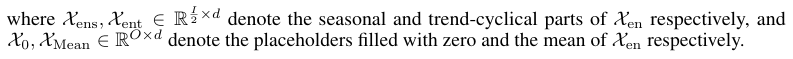 where 𝒳ens, 𝒳ent ∈ ℝ^{I/2 × d} denote the seasonal and trend-cyclical parts of 𝒳en respectively, and
𝒳0, 𝒳Mean ∈ ℝ^{O×d} denote the placeholders filled with zero and the mean of 𝒳en respectively.